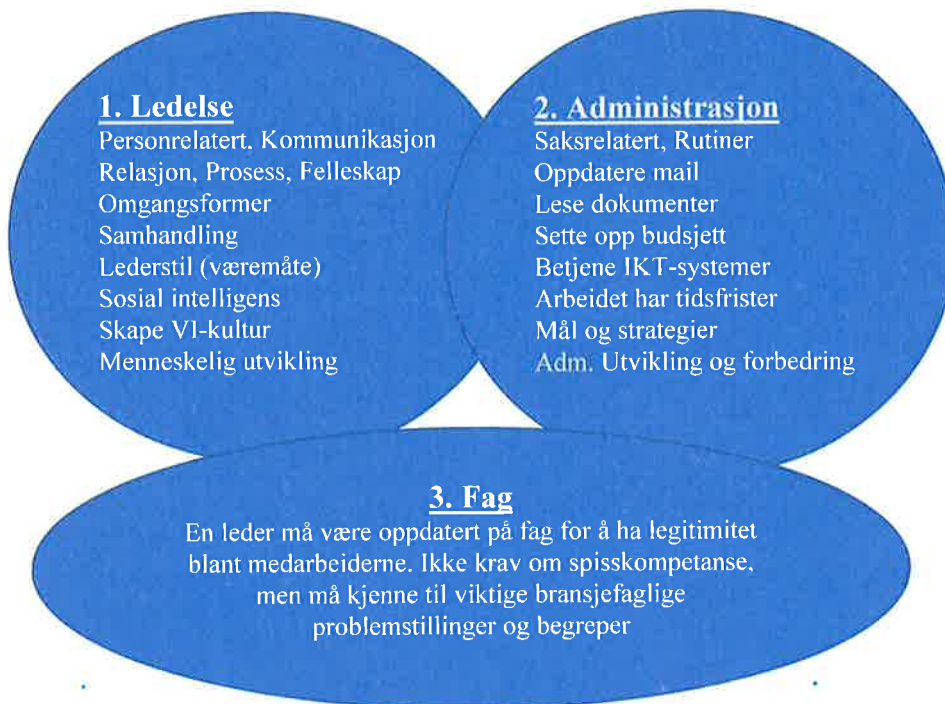 1. Ledelse
Personrelatert, Kommunikasjon
Relasjon, Prosess, Felleskap
Omgangsformer
Samhandling
Lederstil (væremåte)
Sosial intelligens
Skape VI-kultur
Menneskelig utvikling
2. Administrasjon
Saksrelatert, Rutiner
Oppdatere mail
Lese dokumenter
Sette opp budsjett
Betjene IKT-systemer
Arbeidet har tidsfrister
Mål og strategier
Adm. Utvikling og forbedring
3. Fag
En leder må være oppdatert på fag for å ha legitimitet
blant medarbeiderne. Ikke krav om spisskompetanse,
men må kjenne til viktige bransjefaglige
problemstillinger og begreper